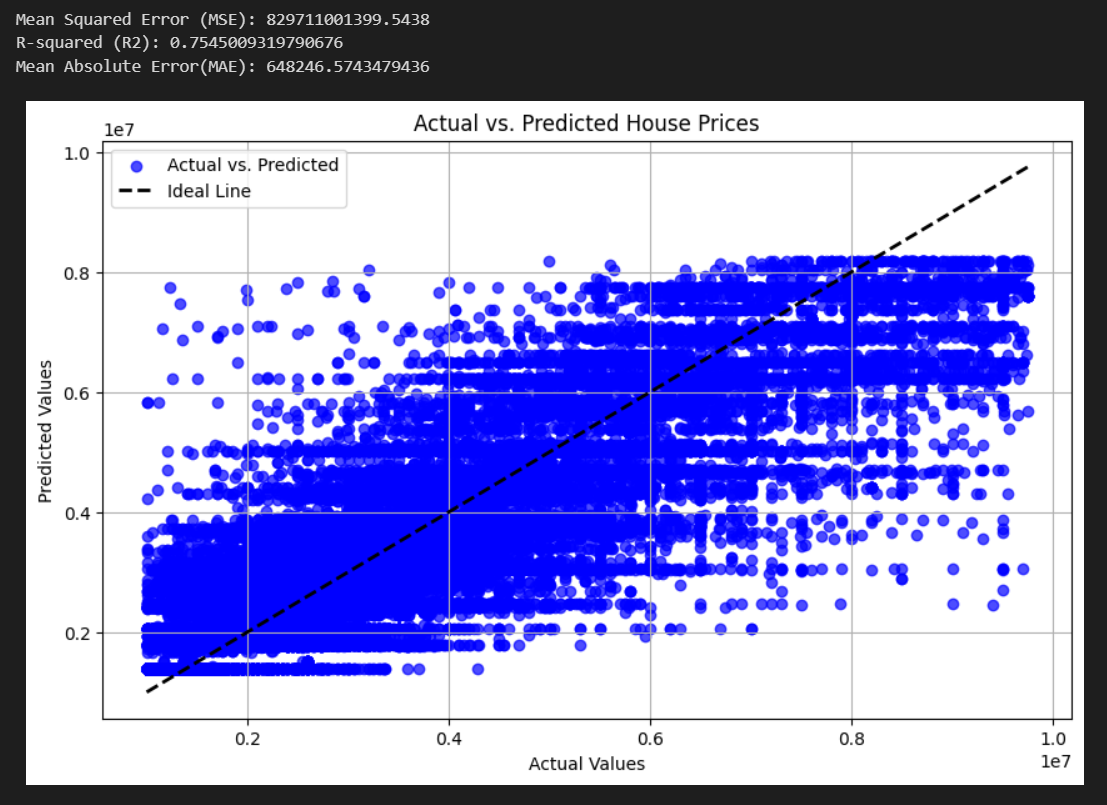 Mean Squared Error (MSE): 829711001399.5438
R-squared (R2): 0.7545009319790676
Mean Absolute Error(MAE): 648246.5743479436
Actual vs. Predicted House Prices
1e7
Actual vs. Predicted
Ideal Line
1.0
0.8
0.6
0.4
0.2
Predicted Values
0.2 0.4 0.6 0.8 1.0
1e7
Actual Values